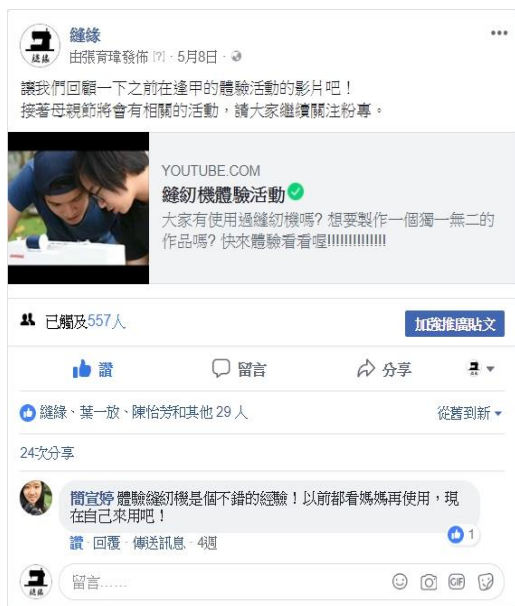 縫緣
由張育瑋發佈 [?] · 5月8日 ·
讓我們回顧一下之前在逢甲的體驗活動的影片吧！
接著母親節將會有相關的活動，請大家繼續關注粉專。
YOUTUBE.COM
縫紉機體驗活動
大家有使用過縫紉機嗎? 想要製作一個獨一無二的
作品嗎? 快來體驗看看喔!!!!!!!!!!!!!!
已觸及557人
加強推廣貼文
讚 留言 分享
縫緣、葉一放、陳怡芳和其他 29 人
從舊到新
24次分享
簡宣婷 體驗縫紉機是個不錯的經驗！以前都看媽媽再使用，現
在自己來用吧！
讚 · 回覆 · 傳送訊息 · 4週
1
縫緣
留言......
GIF